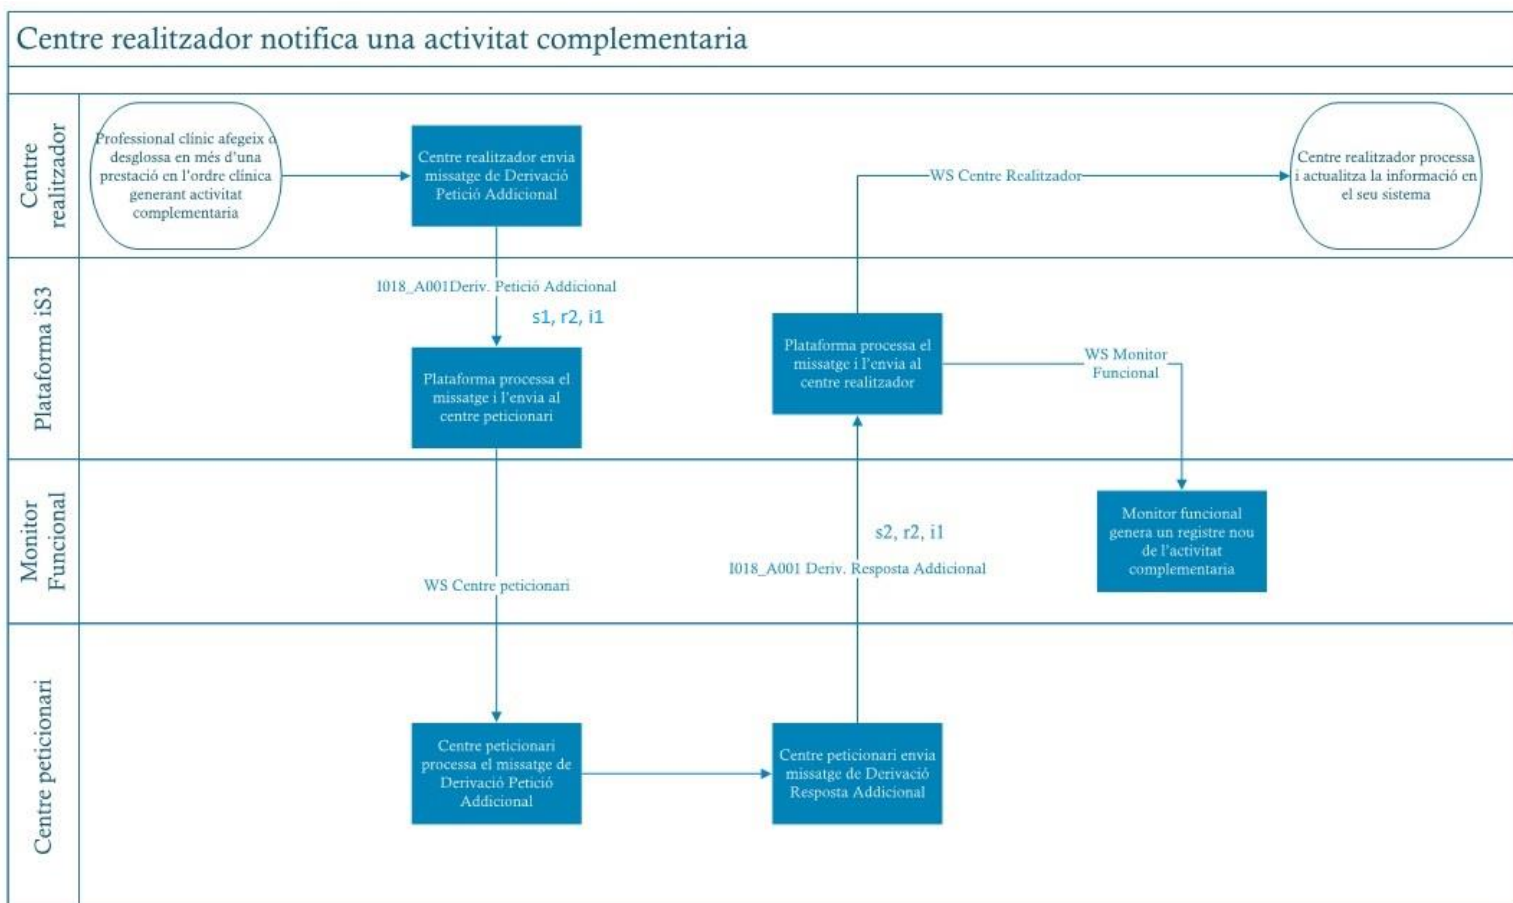 Centre realitzador notifica una activitat complementaria
Centre
realitzador
Professional clínic afegeix o
desglossa en més d'una
prestació en l'ordre clínica
generant activitat
complementaria
Centre realitzador envia
missatge de Derivació
Petició Addicional
WS Centre Realitzador
Centre realitzador processa
i actualitza la informació en
el seu sistema
Plataforma iS3
I018_A001Deriv. Petició Addicional
s1, r2, i1
Plataforma processa el
missatge i l'envia al
centre peticionari
Plataforma processa el
missatge i l'envia al
centre realitzador
WS Monitor
Funcional
Monitor
Funcional
WS Centre peticionari
s2, r2, i1
I018_A001 Deriv. Resposta Addicional
Monitor funcional
genera un registre nou
de l'activitat
complementaria
Centre peticionari
Centre peticionari
processa el missatge de
Derivació Petició
Addicional
Centre peticionari envia
missatge de Derivació
Resposta Addicional